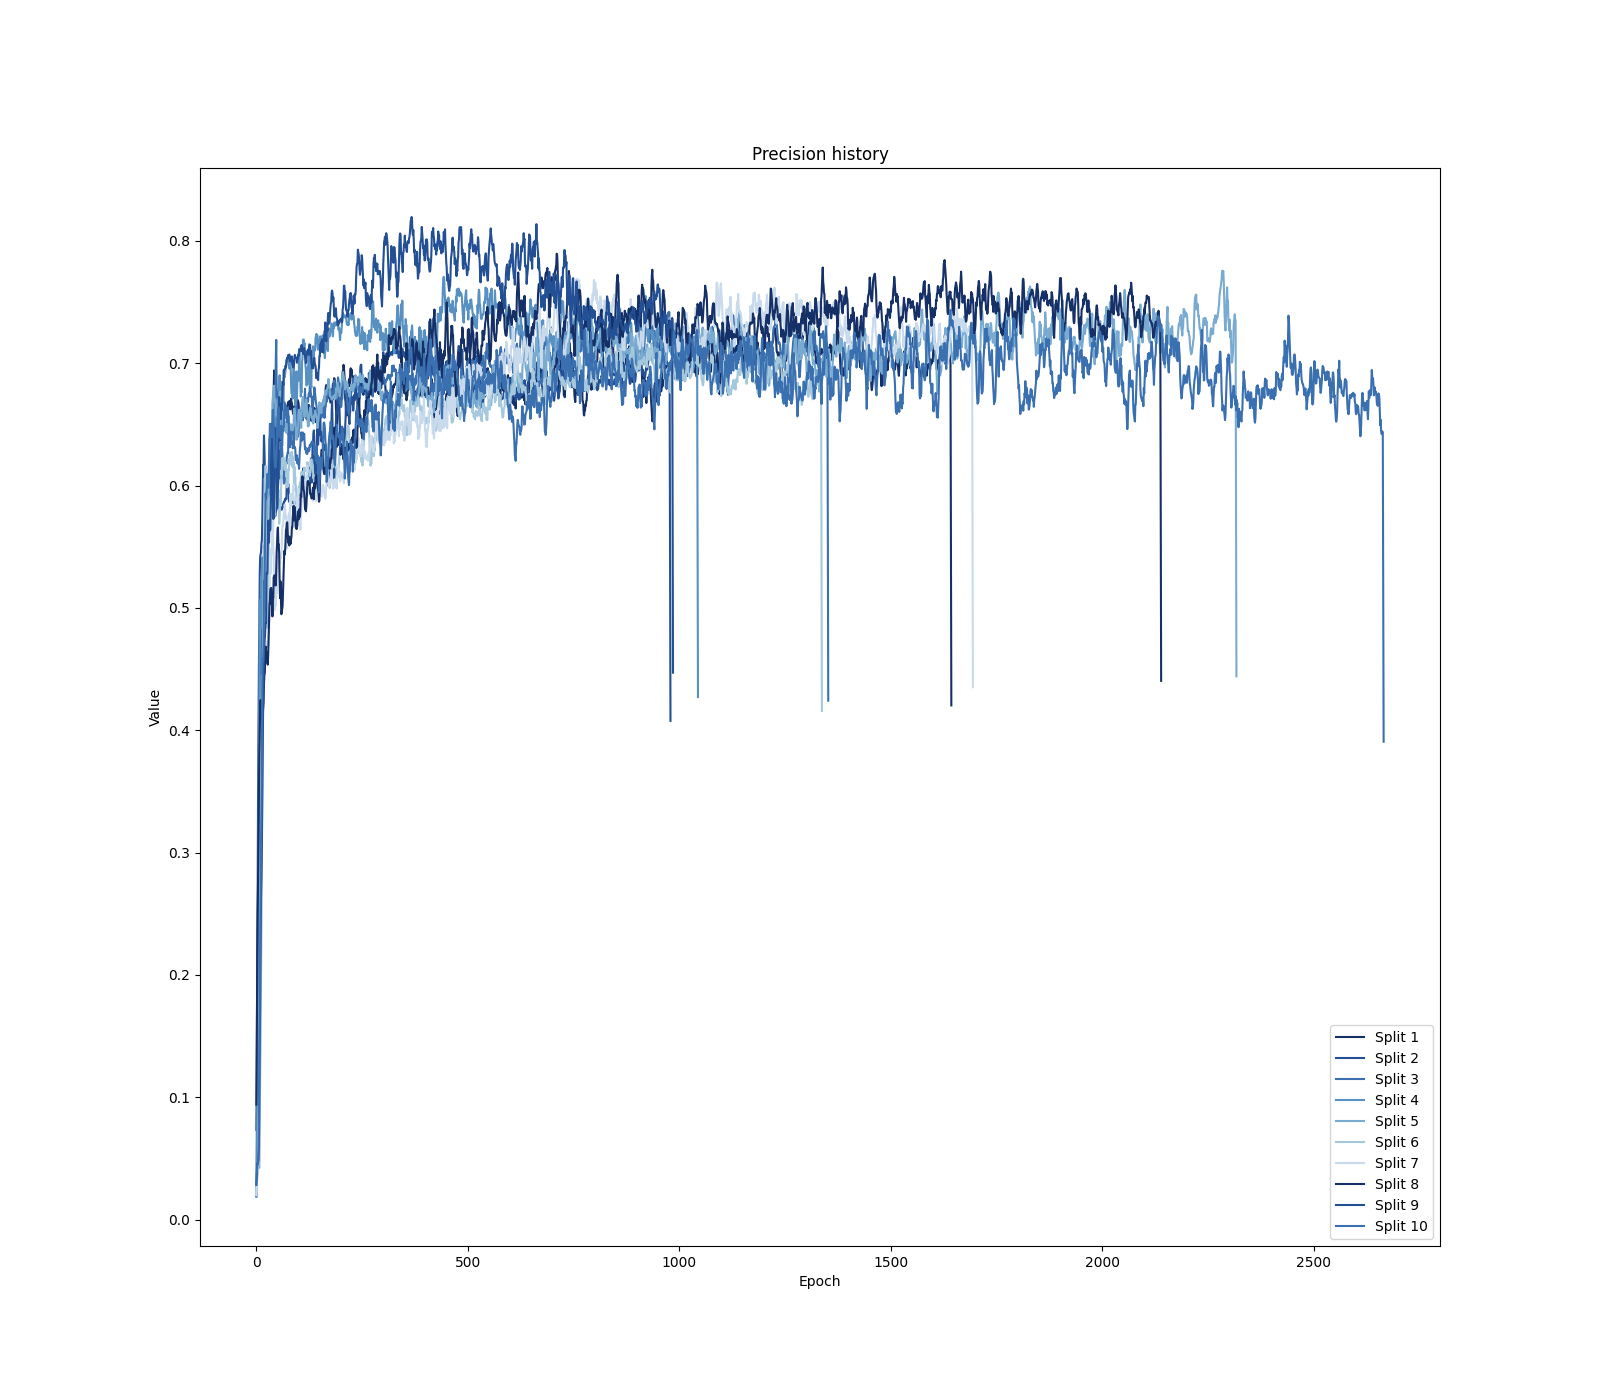 Precision history
Value
0.8
0.7
0.6
0.5
0.4
0.3
0.2
0.1
0.0
0 500 1000 1500 2000 2500
Epoch
Split 1
Split 2
Split 3
Split 4
Split 5
Split 6
Split 7
Split 8
Split 9
Split 10